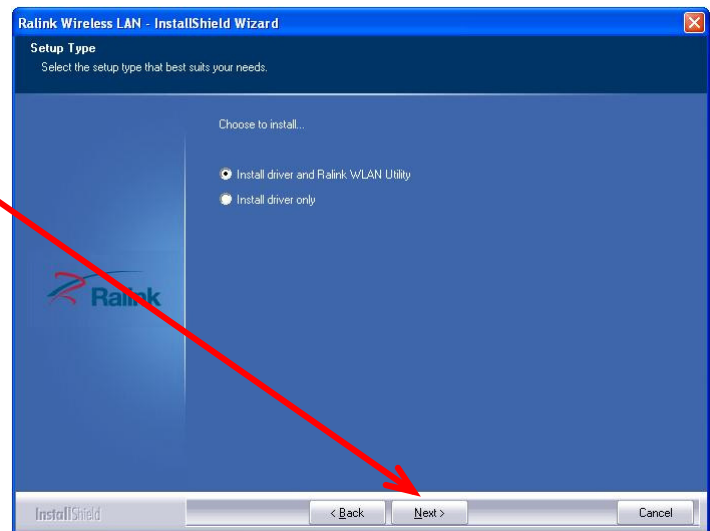 Ralink Wireless LAN - InstallShield Wizard
Setup Type
Select the setup type that best suits your needs.
Choose to install...
Install driver and Ralink WLAN Utility
Install driver only
Ralink
InstallShield
< Back
Next >
Cancel